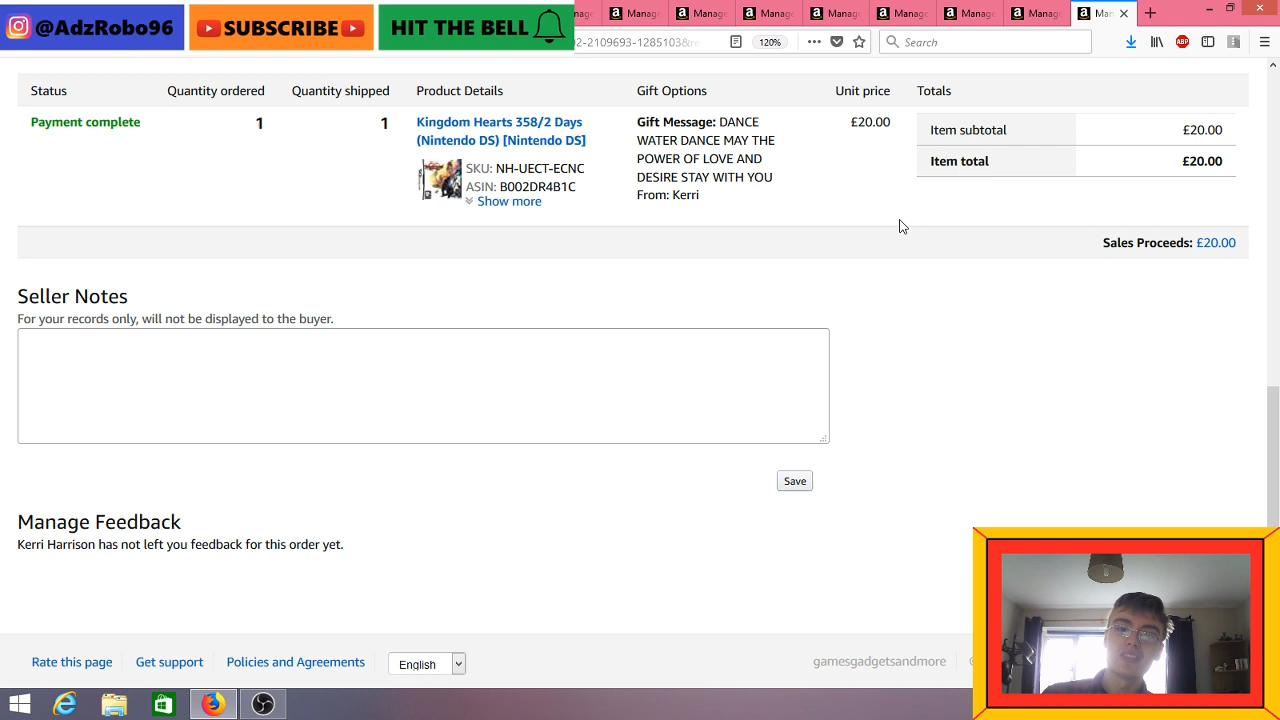 @AdzRobo96
SUBSCRIBE
HIT THE BELL
Manage
Manage
Manage
Manage
Manage
Manage
Manage
02-2109693-1285103
120%
Search
ABP
Status
Quantity ordered
Quantity shipped
Product Details
Gift Options
Unit price
Totals
Payment complete
1
1
Kingdom Hearts 358/2 Days
(Nintendo DS) [Nintendo DS]
SKU: NH-UECT-ECNC
ASIN: B002DR4B1C
Show more
Gift Message: DANCE
WATER DANCE MAY THE
POWER OF LOVE AND
DESIRE STAY WITH YOU
From: Kerri
£20.00
Item subtotal £20.00
Item total £20.00
Sales Proceeds: £20.00
Seller Notes
For your records only, will not be displayed to the buyer.
Save
Manage Feedback
Kerri Harrison has not left you feedback for this order yet.
Rate this page
Get support
Policies and Agreements
English
gamesgadgetsandmore